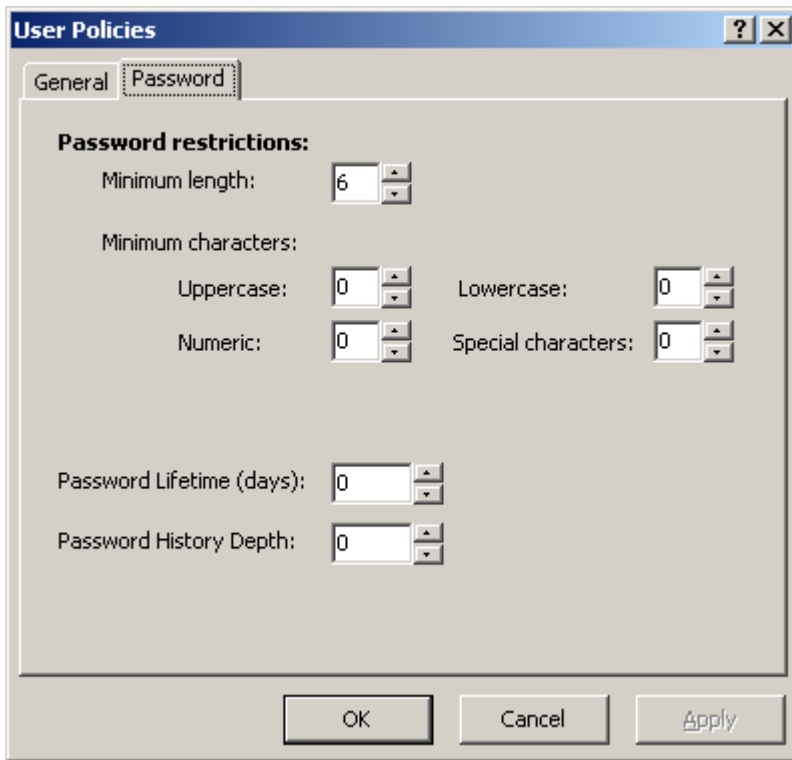 User Policies
General Password
Password restrictions:
Minimum length: 6
Minimum characters:
Uppercase: 0 Lowercase: 0
Numeric: 0 Special characters: 0
Password Lifetime (days): 0
Password History Depth: 0
OK Cancel Apply